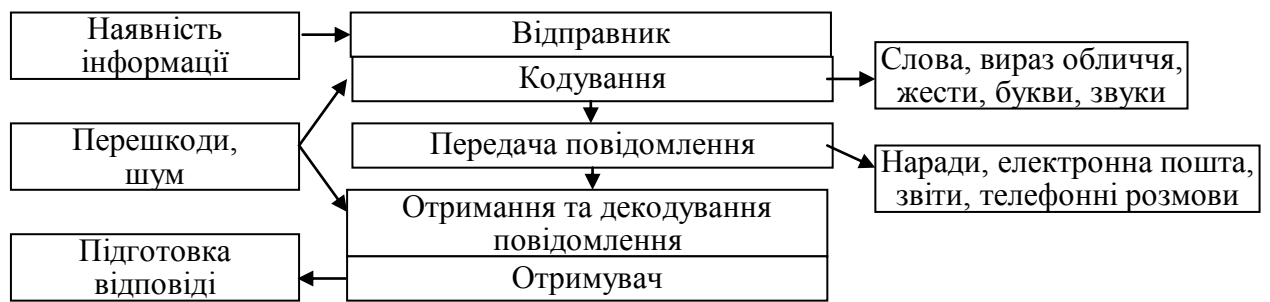 Наявність
інформації
Відправник
Кодування
Слова, вираз обличчя,
жести, букви, звуки
Перешкоди,
шум
Передача повідомлення
Наради, електронна пошта,
звіти, телефонні розмови
Отримання та декодування
повідомлення
Підготовка
відповіді
Отримувач